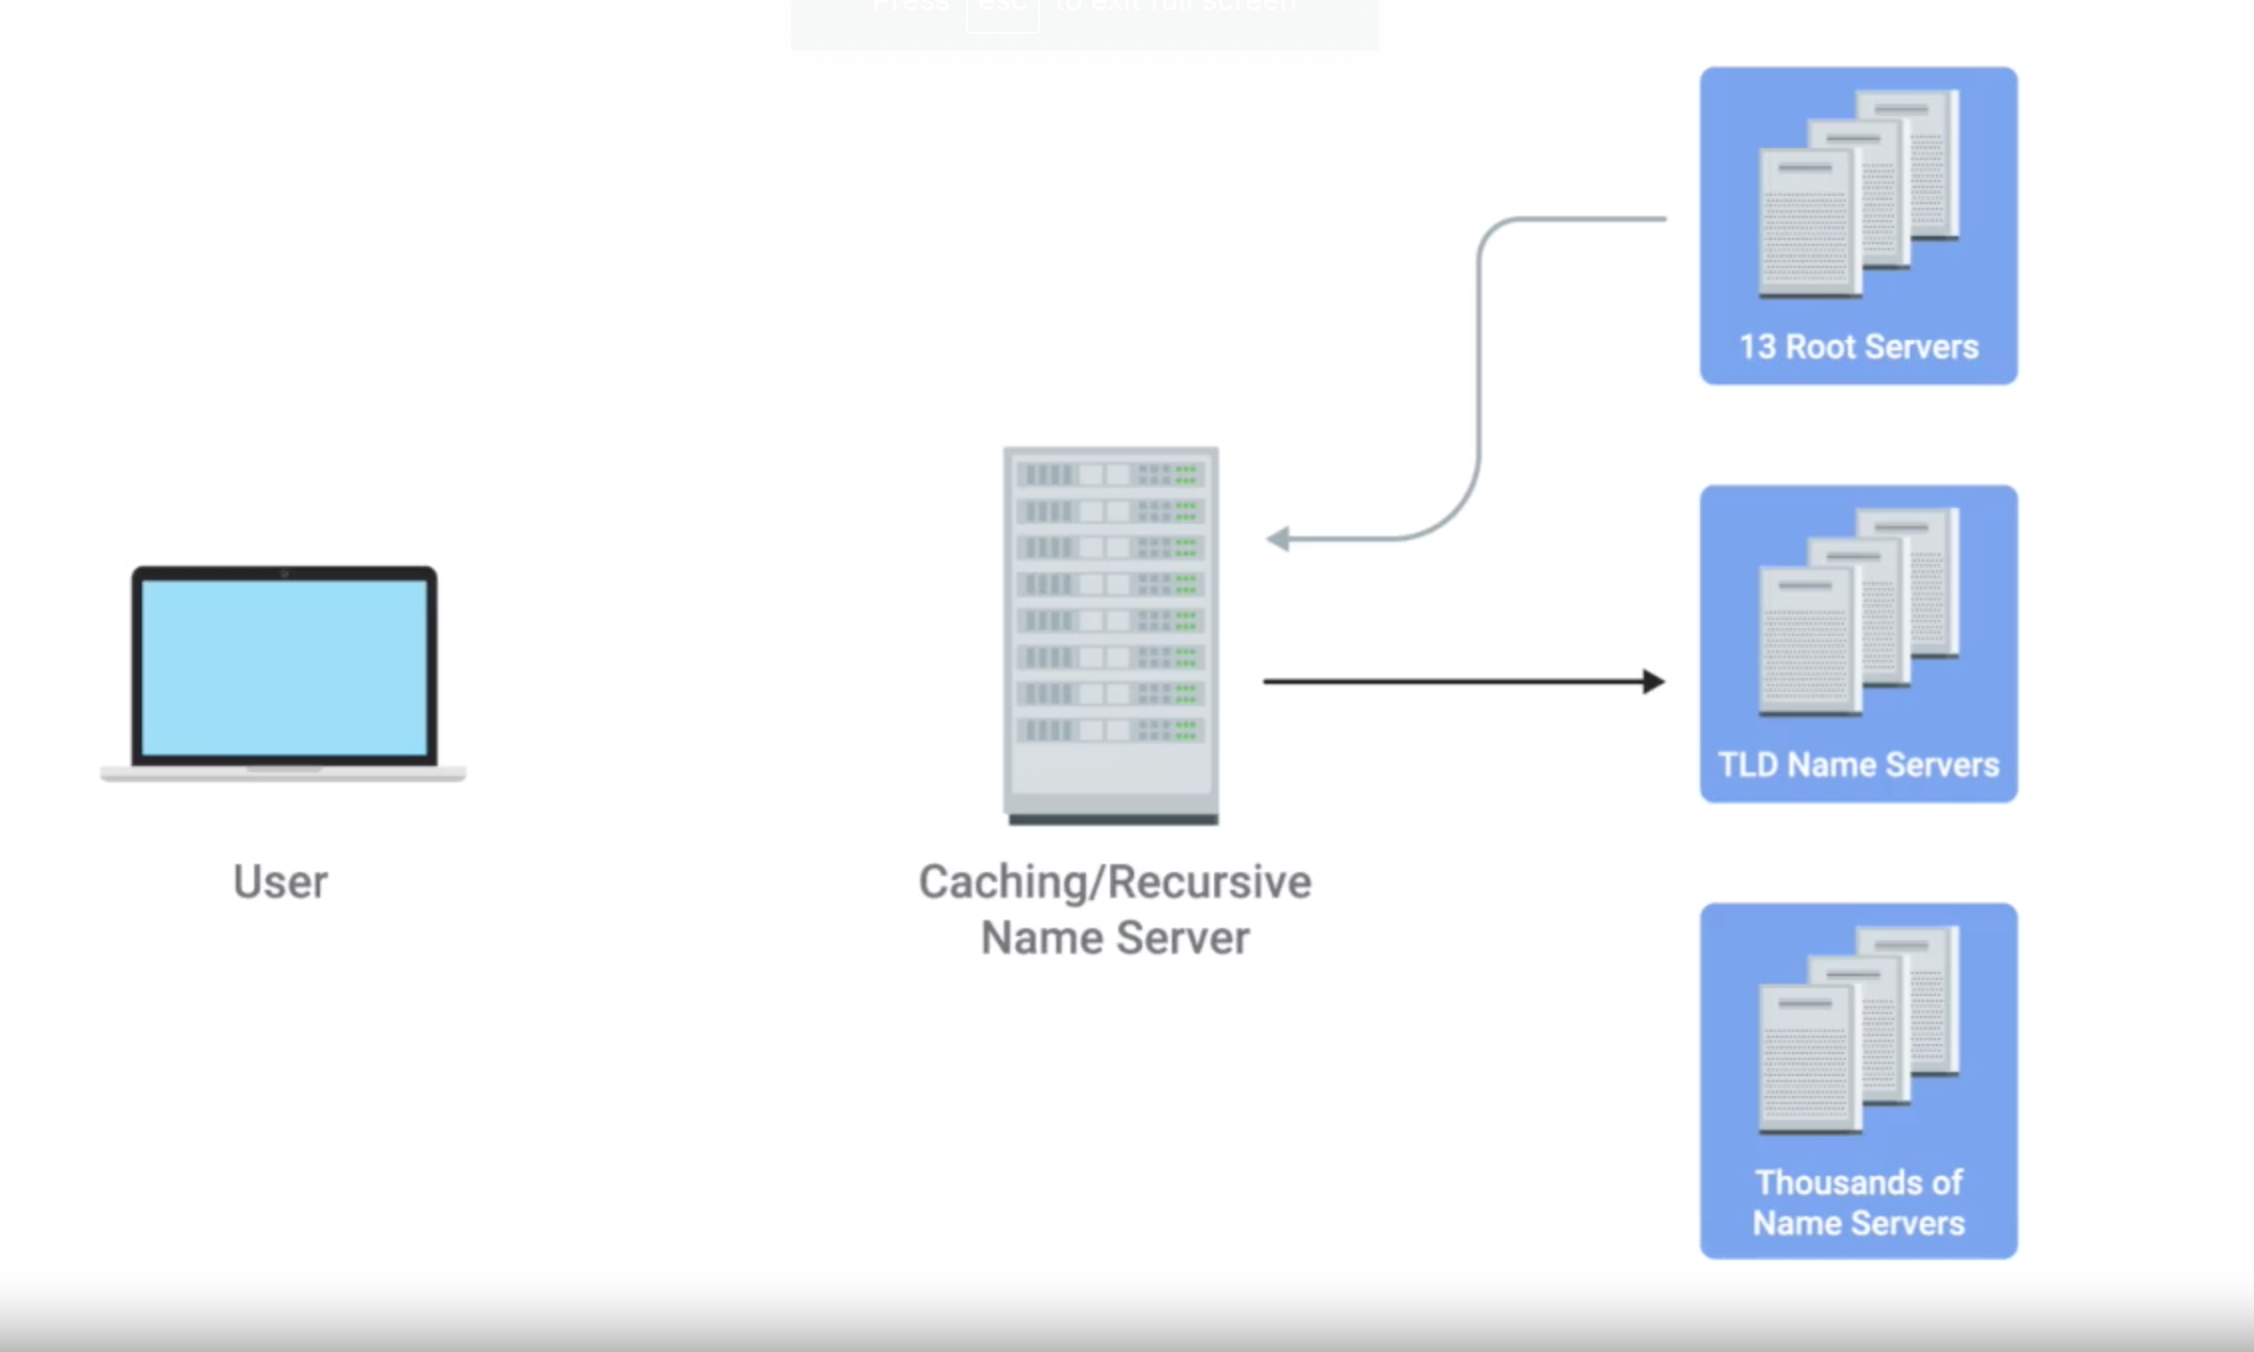 Press esc to exit full screen
13 Root Servers
TLD Name Servers
User
Caching/Recursive
Name Server
Thousands of
Name Servers